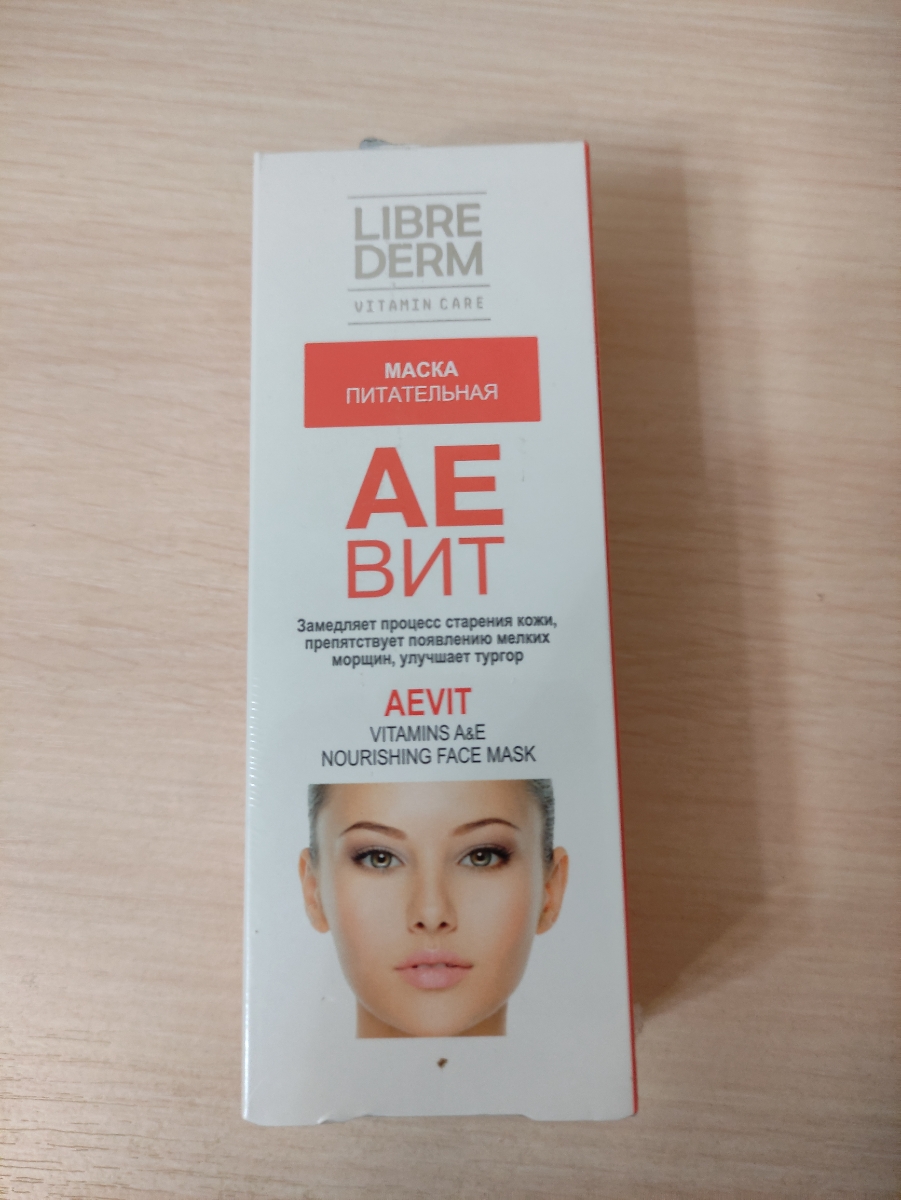 LIBRE
DERM
VITAMIN CARE
МАСКА
ПИТАТЕЛЬНАЯ
АЕ
ВИТ
Замедляет процесс старения кожи,
препятствует появлению мелких
морщин, улучшает тургор
AEVIT
VITAMINS A&E
NOURISHING FACE MASK